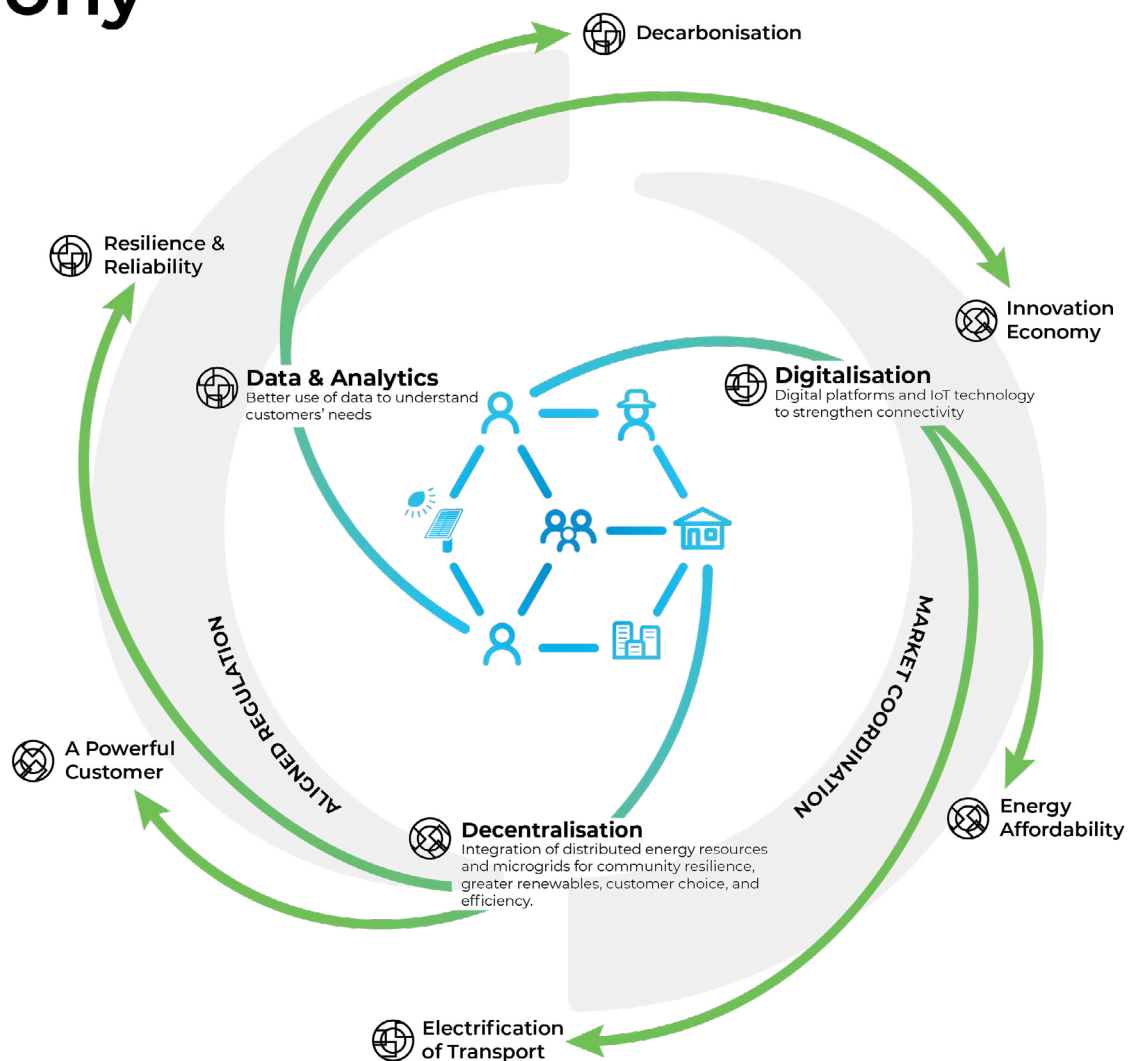 Decarbonisation
Resilience &
Reliability
Innovation
Economy
Data & Analytics
Better use of data to understand
customers’ needs
Digitalisation
Digital platforms and IoT technology
to strengthen connectivity
ALIGNED REGULATION
MARKET COORDINATION
A Powerful
Customer
Decentralisation
Integration of distributed energy resources
and microgrids for community resilience,
greater renewables, customer choice, and
efficiency.
Energy
Affordability
Electrification
of Transport